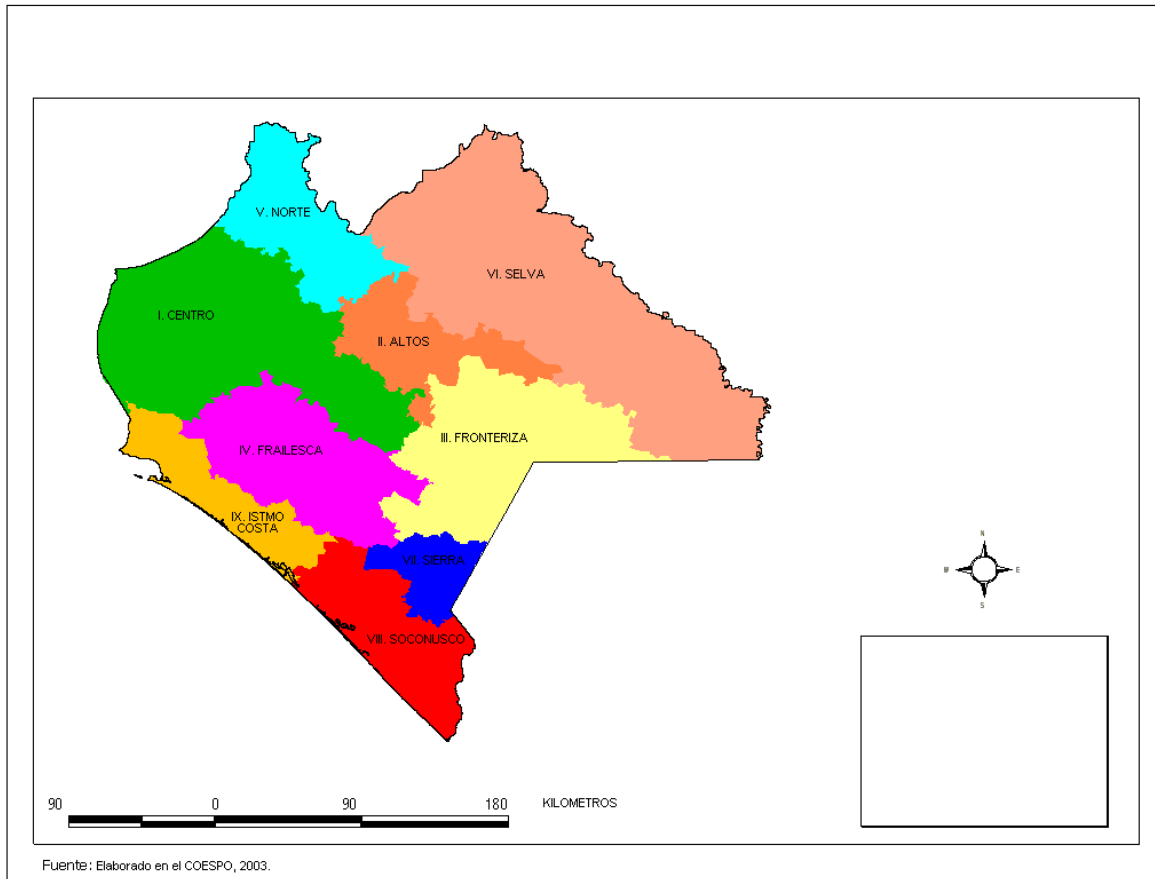 V. NORTE
VI. SELVA
I. CENTRO
II. ALTOS
III. FRONTERIZA
IV. FRAILESCA
IX. ISTMO
COSTA
VII. SIERRA
VIII. SOCONUSCO
N
W E
S
90 0 90 180 KILOMETROS
Fuente: Elaborado en el COESPO, 2003.